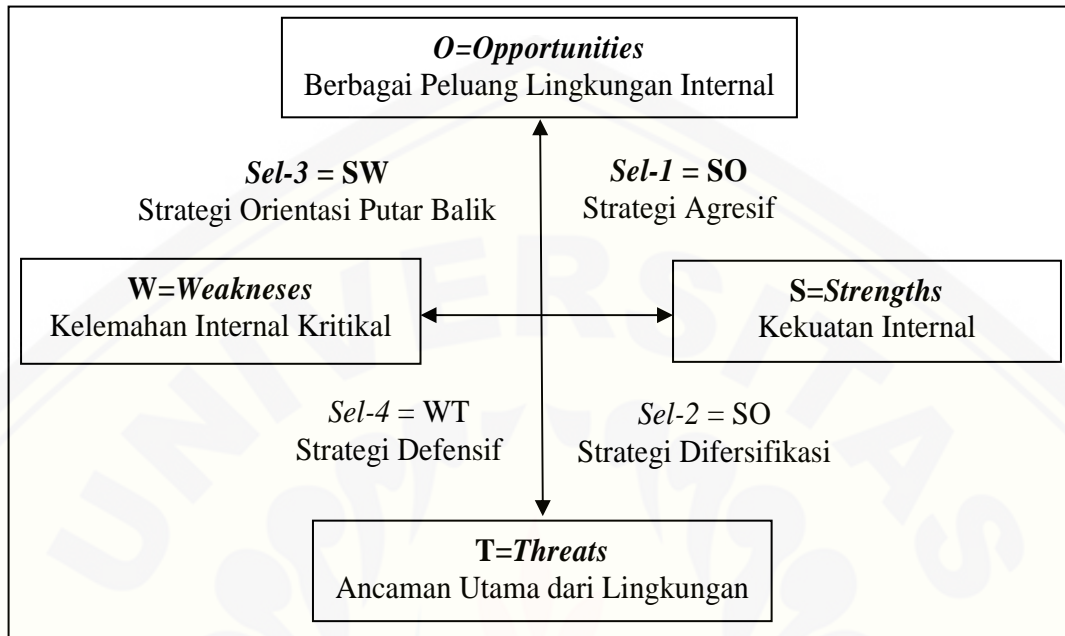 O=Opportunities
Berbagai Peluang Lingkungan Internal
Sel-3 = SW
Strategi Orientasi Putar Balik
Sel-1 = SO
Strategi Agresif
W=Weakneses
Kelemahan Internal Kritikal
S=Strengths
Kekuatan Internal
Sel-4 = WT
Strategi Defensif
Sel-2 = SO
Strategi Difersifikasi
T=Threats
Ancaman Utama dari Lingkungan
UNIVERSITAS